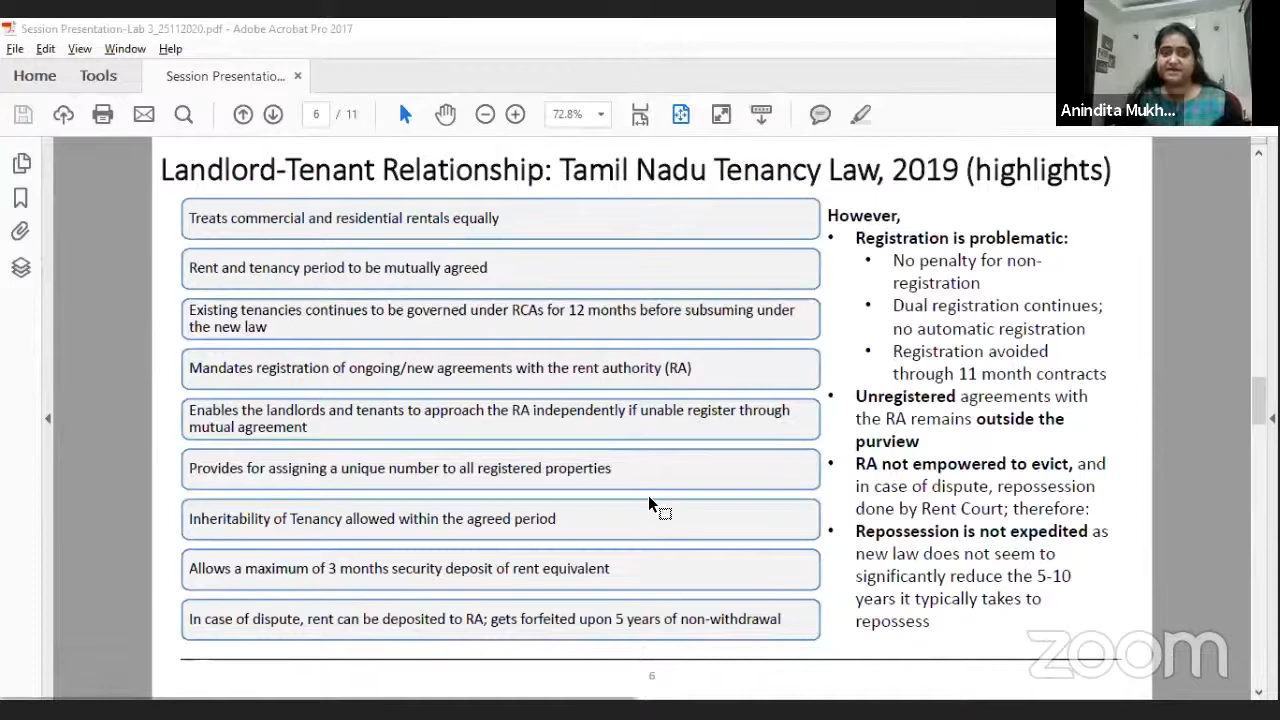 Session Presentation-Lab 3_25112020.pdf - Adobe Acrobat Pro 2017
File Edit View Window Help
Home Tools Session Presentatio... ×
6 / 11 72.8%
Anindita Mukh...
Landlord-Tenant Relationship: Tamil Nadu Tenancy Law, 2019 (highlights)
Treats commercial and residential rentals equally
Rent and tenancy period to be mutually agreed
Existing tenancies continues to be governed under RCAs for 12 months before subsuming under
the new law
Mandates registration of ongoing/new agreements with the rent authority (RA)
Enables the landlords and tenants to approach the RA independently if unable register through
mutual agreement
Provides for assigning a unique number to all registered properties
Inheritability of Tenancy allowed within the agreed period
Allows a maximum of 3 months security deposit of rent equivalent
In case of dispute, rent can be deposited to RA; gets forfeited upon 5 years of non-withdrawal
However,
• Registration is problematic:
• No penalty for non-
registration
• Dual registration continues;
no automatic registration
• Registration avoided
through 11 month contracts
• Unregistered agreements with
the RA remains outside the
purview
• RA not empowered to evict, and
in case of dispute, repossession
done by Rent Court; therefore:
• Repossession is not expedited as
new law does not seem to
significantly reduce the 5-10
years it typically takes to
repossess
6
zoom